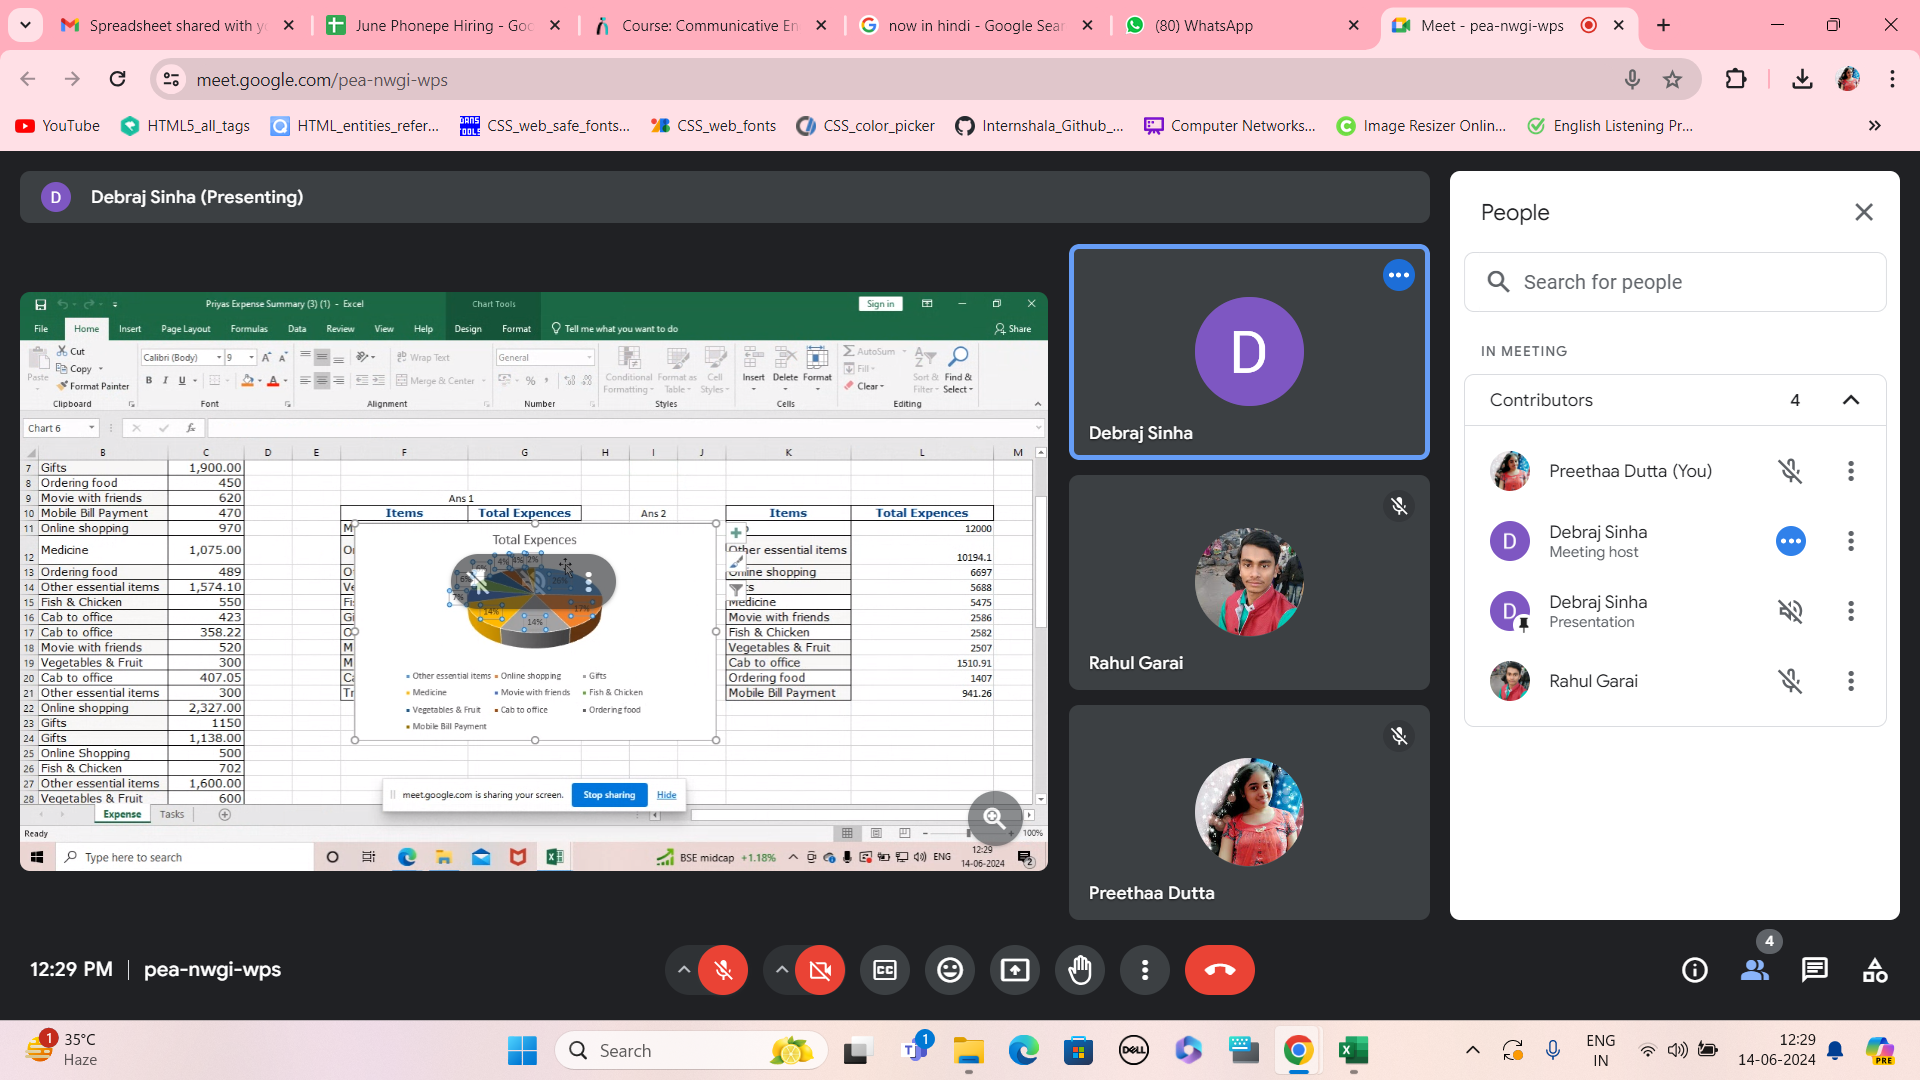 Spreadsheet shared with yo
June Phonepe Hiring - Goo
Course: Communicative En
now in hindi - Google Sear
(80) WhatsApp
Meet - pea-nwgi-wps
meet.google.com/pea-nwgi-wps
YouTube
HTML5_all_tags
HTML_entities_refer...
CSS_web_safe_fonts...
CSS_web_fonts
CSS_color_picker
Internshala_Github_...
Computer Networks...
Image Resizer Onlin...
English Listening Pr...
D Debraj Sinha (Presenting)
Priyas Expense Summary (3) (1) - Excel
Chart Tools
Sign in
File Home Insert Page Layout Formulas Data Review View Help Design Format Tell me what you want to do Share
Cut
Copy
Format Painter
Paste
Clipboard
Calibri (Body) 9
B I U
Font
Wrap Text
Merge & Center
Alignment
General
Number
Conditional Formatting
Format as Table
Cell Styles
Styles
Insert Delete Format
Cells
AutoSum
Fill
Clear
Sort & Filter
Find & Select
Editing
Chart 6
fx
B C D E F G H I J K L M
7 Gifts 1,900.00
8 Ordering food 450
9 Movie with friends 620
10 Mobile Bill Payment 470
11 Online shopping 970
12 Medicine 1,075.00
13 Ordering food 489
14 Other essential items 1,574.10
15 Fish & Chicken 550
16 Cab to office 423
17 Cab to office 358.22
18 Movie with friends 520
19 Vegetables & Fruit 300
20 Cab to office 407.05
21 Other essential items 300
22 Online shopping 2,327.00
23 Gifts 1150
24 Gifts 1,138.00
25 Online Shopping 500
26 Fish & Chicken 702
27 Other essential items 1,600.00
28 Vegetables & Fruit 600
Ans 1
Items Total Expences
Total Expences
7%
14%
14%
17%
Other essential items Online shopping Gifts
Medicine Movie with friends Fish & Chicken
Vegetables & Fruit Cab to office Ordering food
Mobile Bill Payment
Ans 2
Items Total Expences
12000
Other essential items 10194.1
Online shopping 6697
5688
Medicine 5475
Movie with friends 2586
Fish & Chicken 2582
Vegetables & Fruit 2507
Cab to office 1510.91
Ordering food 1407
Mobile Bill Payment 941.26
meet.google.com is sharing your screen. Stop sharing Hide
Expense Tasks
Ready
100%
Type here to search
BSE midcap +1.18%
ENG
12:29
14-06-2024
2
D
Debraj Sinha
Rahul Garai
Preethaa Dutta
People
Search for people
IN MEETING
Contributors 4
Preethaa Dutta (You)
D Debraj Sinha
Meeting host
D Debraj Sinha
Presentation
Rahul Garai
12:29 PM | pea-nwgi-wps
CC
4
1
35°C
Haze
Search
1
DELL
PRE
ENG
IN
12:29
14-06-2024